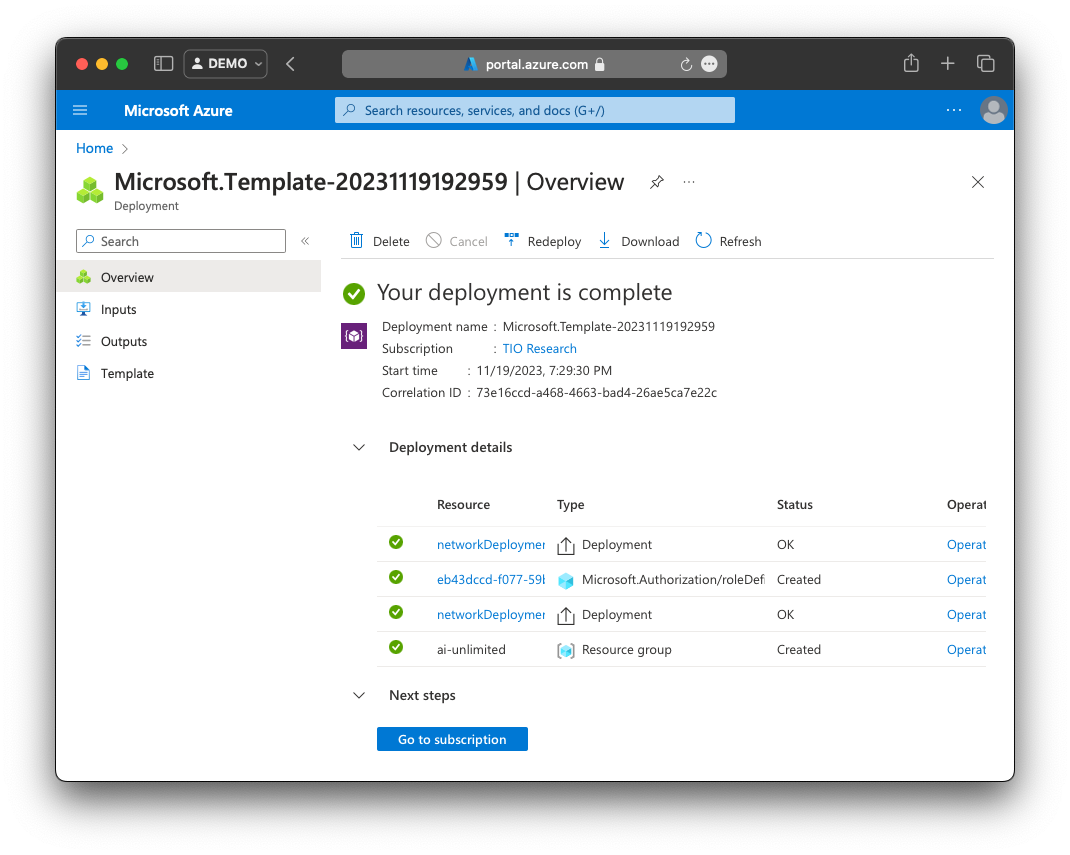 DEMO
portal.azure.com
Microsoft Azure
Search resources, services, and docs (G+/)
Home
Microsoft.Template-20231119192959 | Overview
Deployment
Search
Delete
Cancel
Redeploy
Download
Refresh
Overview
Inputs
Outputs
Template
Your deployment is complete
Deployment name : Microsoft.Template-20231119192959
Subscription : TIO Research
Start time : 11/19/2023, 7:29:30 PM
Correlation ID : 73e16ccd-a468-4663-bad4-26ae5ca7e22c
Deployment details
Resource Type Status Operat
networkDeploymer Deployment OK Operat
eb43dccd-f077-59b Microsoft.Authorization/roleDefi Created Operat
networkDeploymer Deployment OK Operat
ai-unlimited Resource group Created Operat
Next steps
Go to subscription